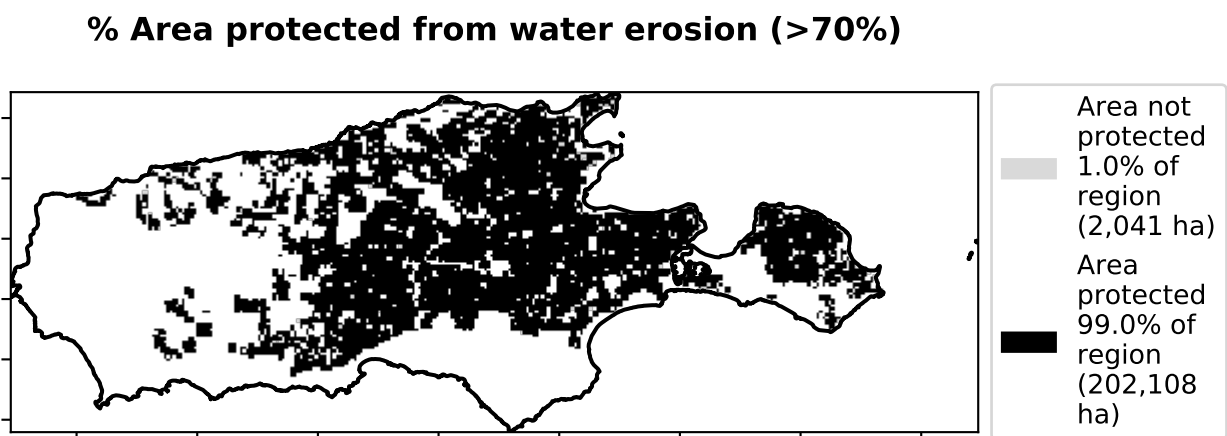 % Area protected from water erosion (>70%)
Area not
protected
1.0% of
region
(2,041 ha)
Area
protected
99.0% of
region
(202,108
ha)